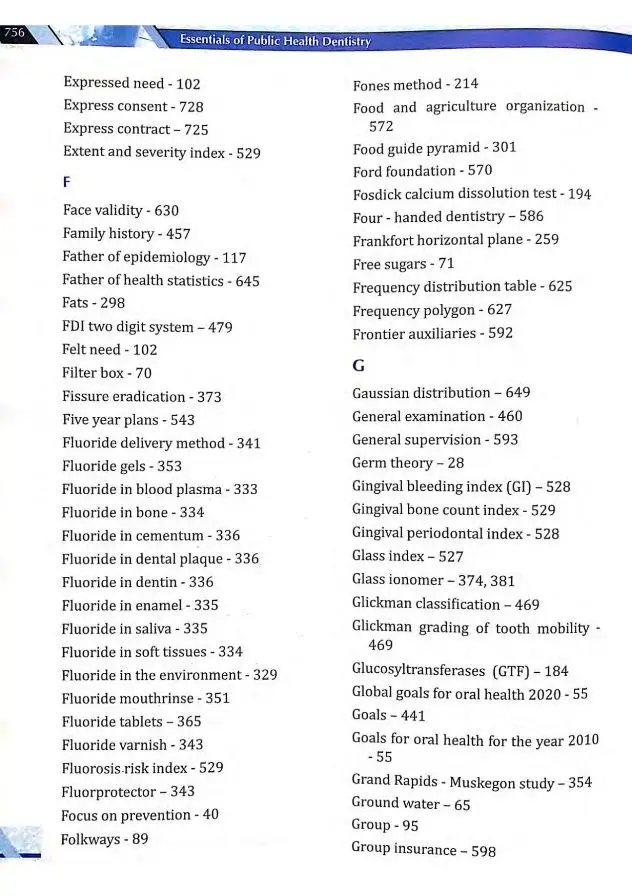 756
Essentials of Public Health Dentistry
Expressed need - 102
Express consent - 728
Express contract – 725
Extent and severity index - 529
F
Face validity - 630
Family history - 457
Father of epidemiology - 117
Father of health statistics - 645
Fats - 298
FDI two digit system – 479
Felt need - 102
Filter box - 70
Fissure eradication - 373
Five year plans - 543
Fluoride delivery method - 341
Fluoride gels - 353
Fluoride in blood plasma - 333
Fluoride in bone - 334
Fluoride in cementum - 336
Fluoride in dental plaque - 336
Fluoride in dentin - 336
Fluoride in enamel - 335
Fluoride in saliva - 335
Fluoride in soft tissues - 334
Fluoride in the environment - 329
Fluoride mouthrinse - 351
Fluoride tablets – 365
Fluoride varnish - 343
Fluorosis risk index - 529
Fluorprotector – 343
Focus on prevention - 40
Folkways - 89
Fones method - 214
Food and agriculture organization -
572
Food guide pyramid - 301
Ford foundation - 570
Fosdick calcium dissolution test - 194
Four - handed dentistry – 586
Frankfort horizontal plane - 259
Free sugars - 71
Frequency distribution table - 625
Frequency polygon - 627
Frontier auxiliaries - 592
G
Gaussian distribution – 649
General examination - 460
General supervision - 593
Germ theory – 28
Gingival bleeding index (GI) – 528
Gingival bone count index - 529
Gingival periodontal index - 528
Glass index – 527
Glass ionomer – 374, 381
Glickman classification – 469
Glickman grading of tooth mobility -
469
Glucosyltransferases (GTF) – 184
Global goals for oral health 2020 - 55
Goals – 441
Goals for oral health for the year 2010
- 55
Grand Rapids - Muskegon study – 354
Ground water – 65
Group - 95
Group insurance – 598